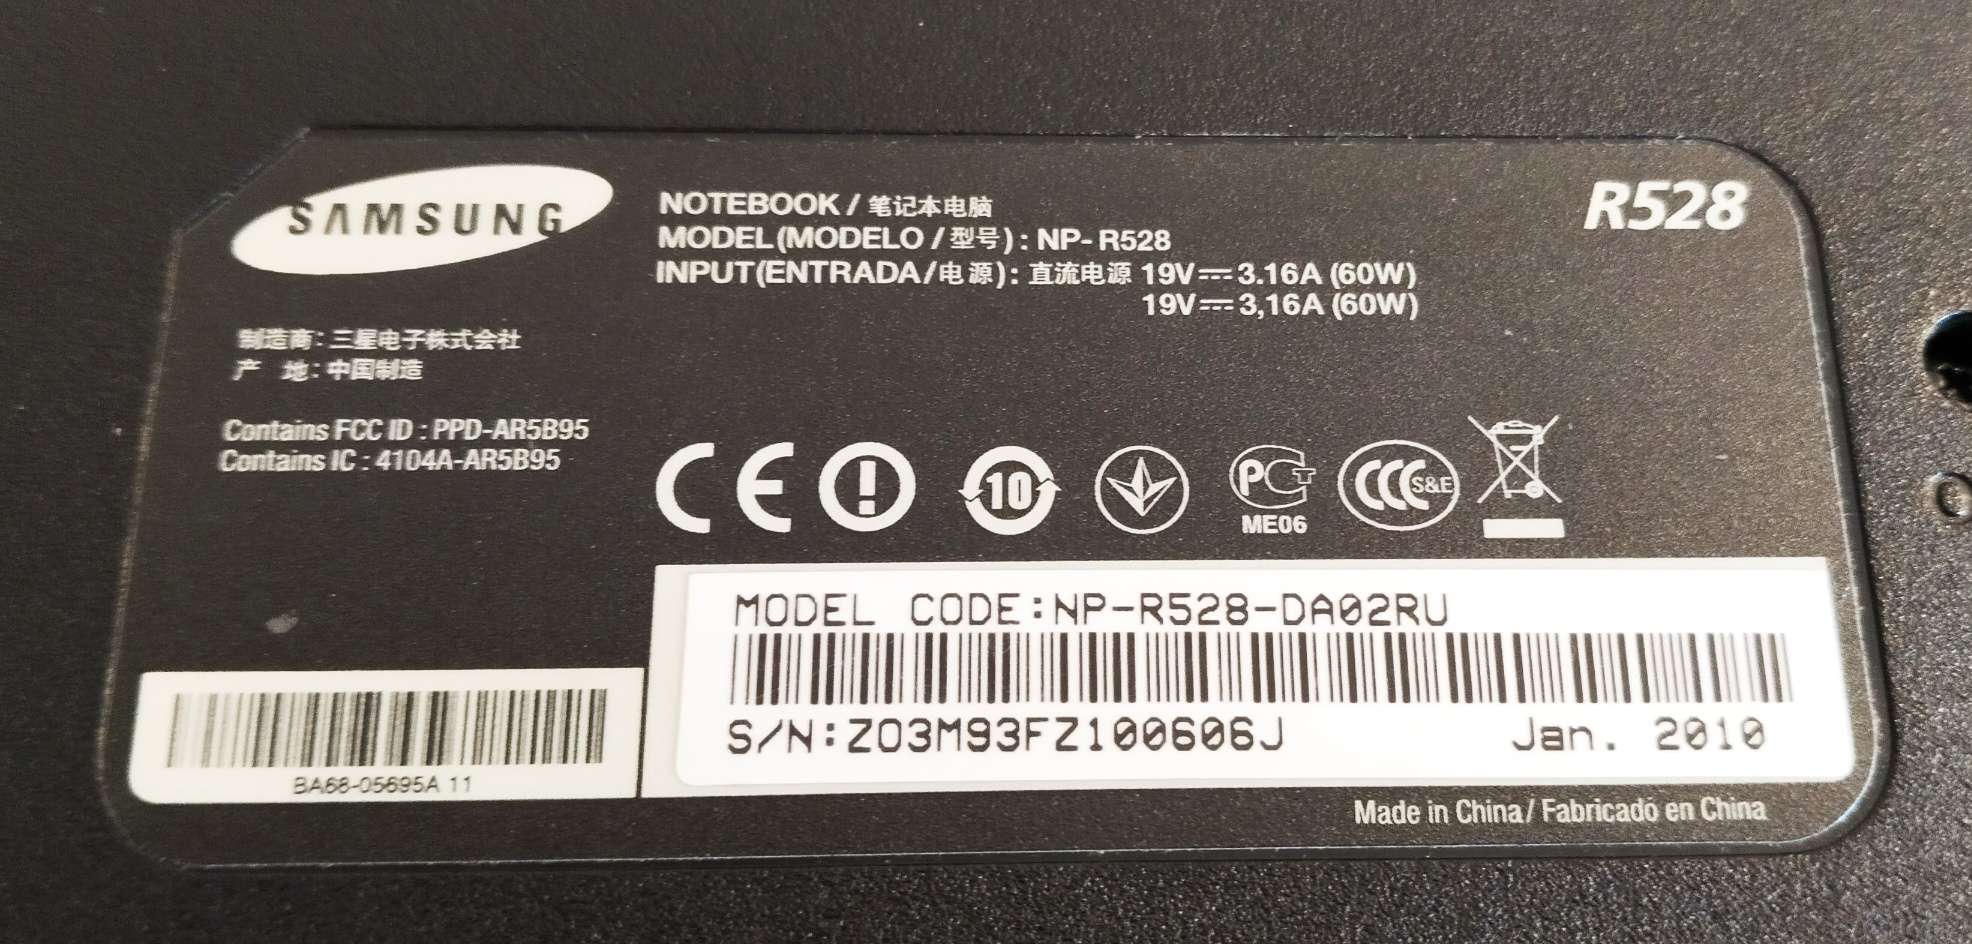 SAMSUNG
NOTEBOOK / 笔记本电脑
MODEL(MODELO / 型号) : NP- R528
INPUT(ENTRADA/电源) : 直流电源 19V⎓3.16A (60W)
19V⎓3,16A (60W)
R528
制造商: 三星电子株式会社
产 地: 中国制造
Contains FCC ID : PPD-AR5B95
Contains IC : 4104A-AR5B95
CE
10
PCT
ME06
CCC S&E
MODEL CODE:NP-R528-DA02RU
S/N:ZO3M93FZ100606J Jan. 2010
BA68-05695A 11
Made in China / Fabricado en China